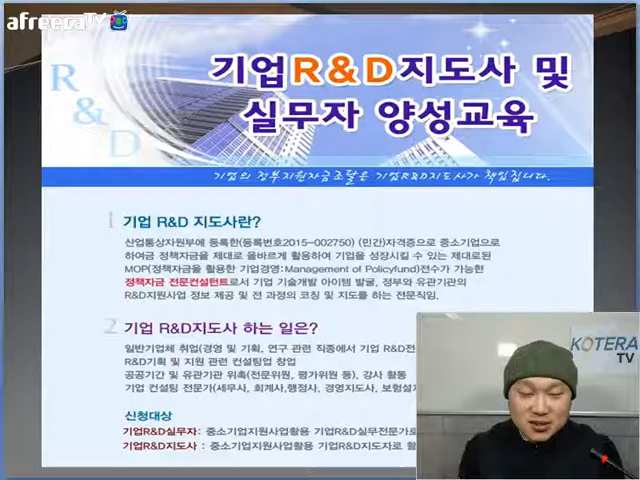 afreecaTV
R&D
기업R&D지도사 및
실무자 양성교육
기업의 정부지원자금조달은 기업R&D지도사가 책임집니다.
1 기업 R&D 지도사란?
산업통상자원부에 등록한(등록번호2015-002750) (민간)자격증으로 중소기업으로
하여금 정책자금을 제대로 올바르게 활용하여 기업을 성장시킬 수 있는 제대로된
MOP(정책자금을 활용한 기업경영:Management of Policyfund)전수가 가능한
정책자금 전문컨설턴트로서 기업 기술개발 아이템 발굴, 정부와 유관기관의
R&D지원사업 정보 제공 및 전 과정의 코칭 및 지도를 하는 전문직임.
2 기업 R&D지도사 하는 일은?
일반기업체 취업(경영 및 기획, 연구 관련 직종에서 기업 R&D전
R&D기획 및 지원 관련 컨설팅업 창업
공공기관 및 유관기관 위촉(전문위원, 평가위원 등), 강사 활동
기업 컨설팅 전문가(세무사, 회계사,행정사, 경영지도사, 보험설
신청대상
기업R&D실무자: 중소기업지원사업활용 기업R&D실무전문가로
기업R&D지도사 : 중소기업지원사업활용 기업R&D지도자로 활
KOTERA
TV